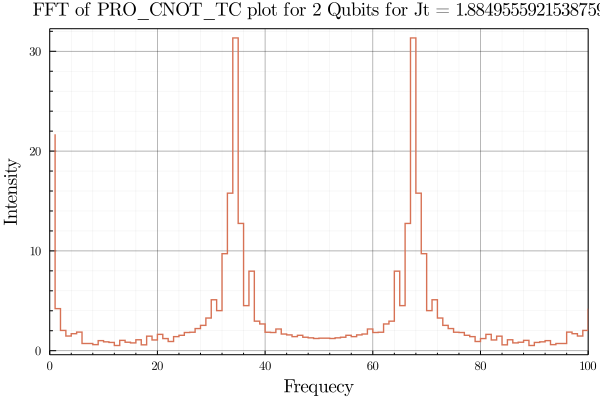 FFT of PRO_CNOT_TC plot for 2 Qubits for Jt = 1.8849555921538759
30
20
10
0
Intensity
0 20 40 60 80 100
Frequecy